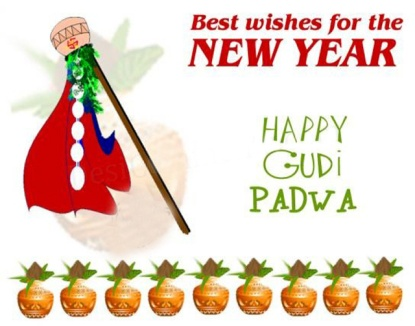 Best wishes for the
NEW YEAR
HAPPY
GUDi
PADWA